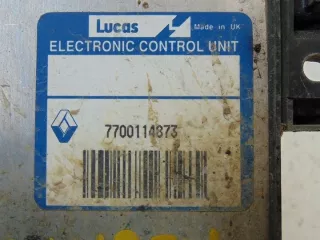 Lucas
Made in UK
ELECTRONIC CONTROL UNIT
7700114873